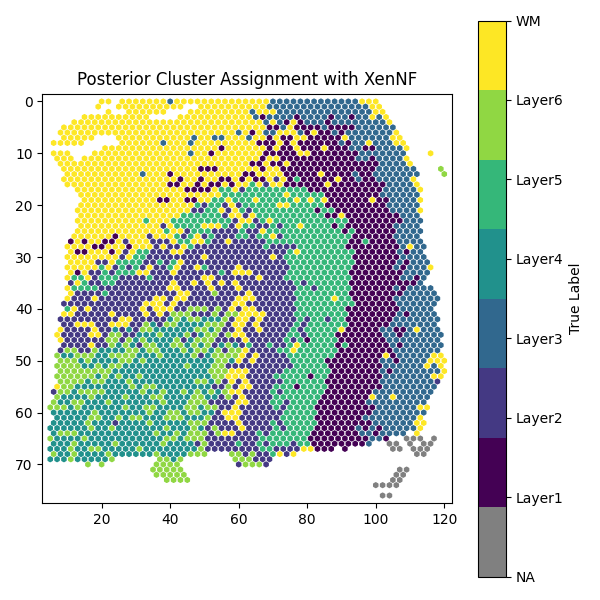 Posterior Cluster Assignment with XenNF
0
10
20
30
40
50
60
70
20
40
60
80
100
120
WM
Layer6
Layer5
Layer4
Layer3
Layer2
Layer1
NA
True Label